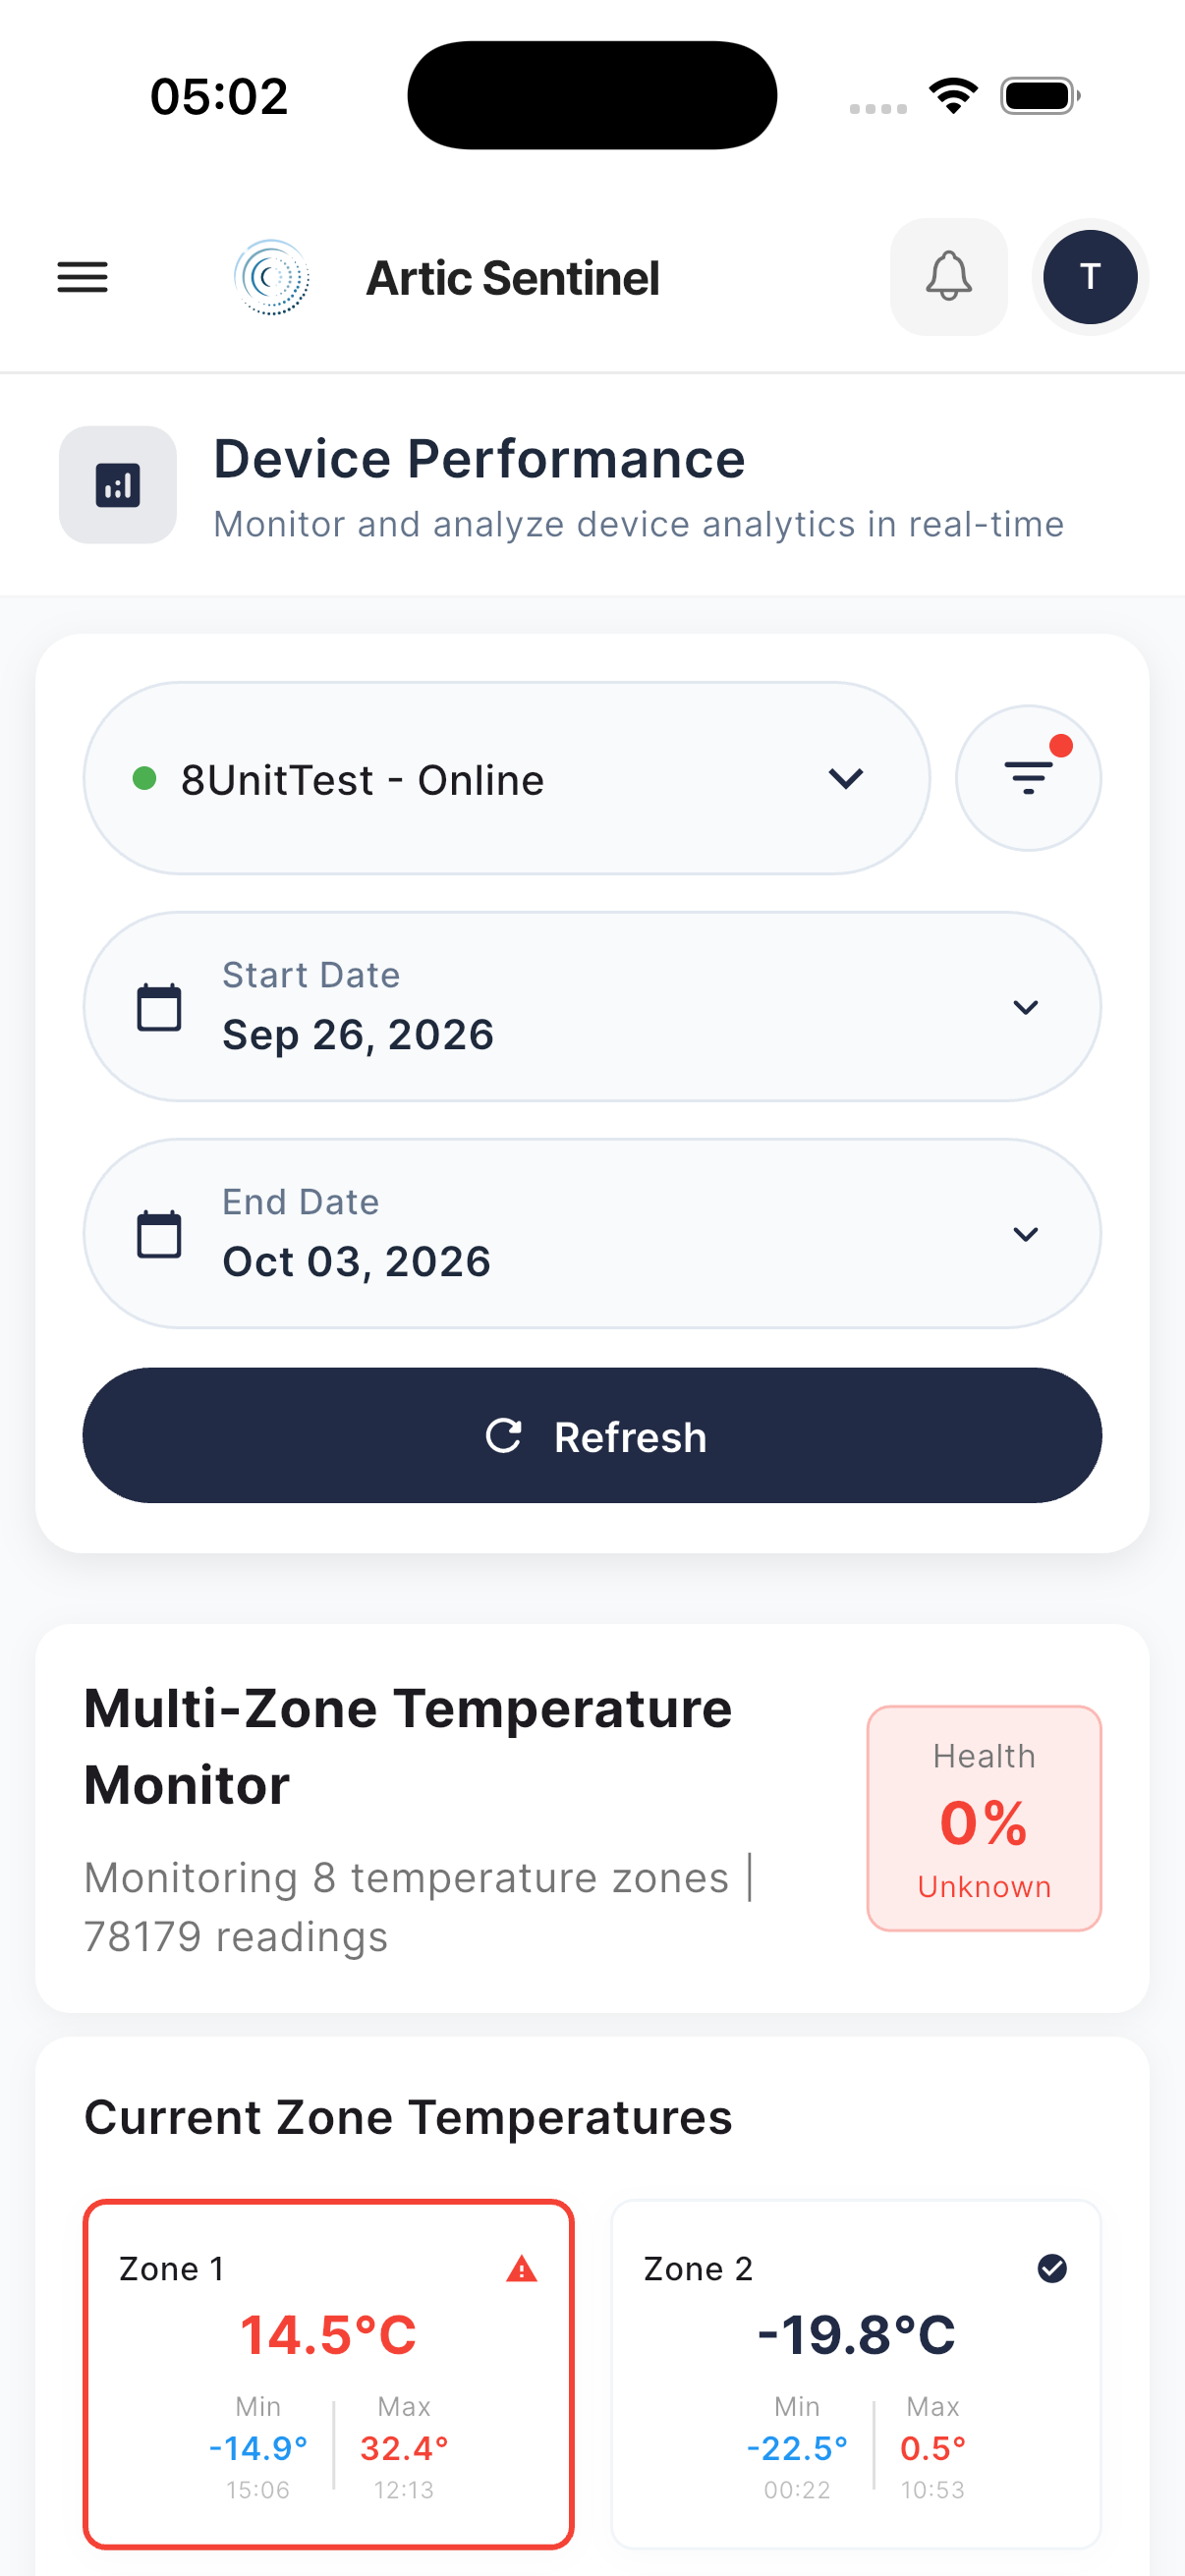 05:02
Artic Sentinel
T
Device Performance
Monitor and analyze device analytics in real-time
8UnitTest - Online
Start Date
Sep 26, 2026
End Date
Oct 03, 2026
Refresh
Multi-Zone Temperature
Monitor
Monitoring 8 temperature zones |
78179 readings
Health
0%
Unknown
Current Zone Temperatures
Zone 1
14.5°C
Min
Max
-14.9°
32.4°
15:06
12:13
Zone 2
-19.8°C
Min
Max
-22.5°
0.5°
00:22
10:53